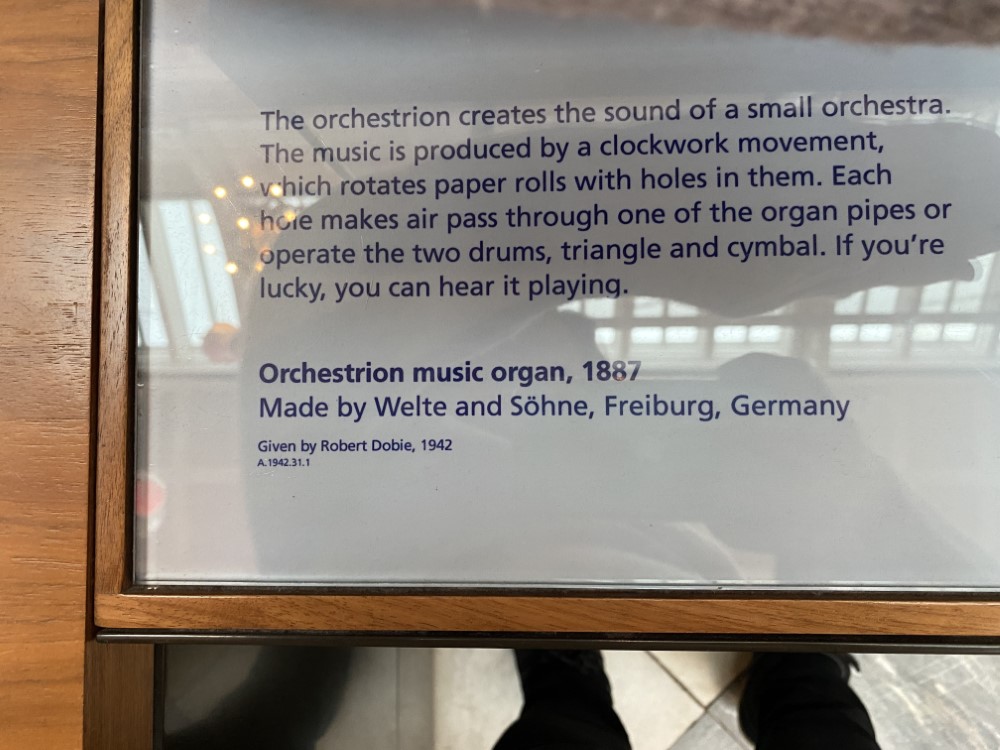 The orchestrion creates the sound of a small orchestra.
The music is produced by a clockwork movement,
which rotates paper rolls with holes in them. Each
hole makes air pass through one of the organ pipes or
operate the two drums, triangle and cymbal. If you're
lucky, you can hear it playing.
Orchestrion music organ, 1887
Made by Welte and Söhne, Freiburg, Germany
Given by Robert Dobie, 1942
A.1942.31.1